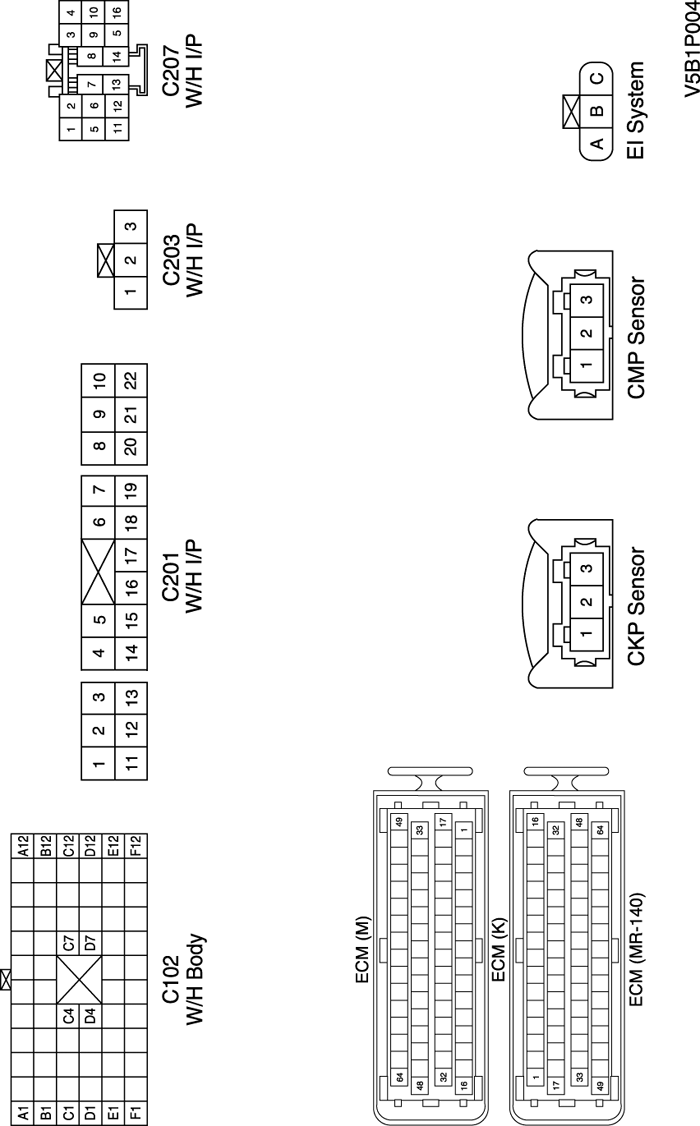 A1 A12
B1 B12
C1 C4 C7 C12
D1 D4 D7 D12
E1 E12
F1 F12
C102
W/H Body
1 2 3
11 12 13
4 5 6 7
14 15 16 17 18 19
8 9 10
20 21 22
C201
W/H I/P
1 2 3
C203
W/H I/P
1 2 3 4
5 6 7 8 9 10
11 12 13 14 5 16
C207
W/H I/P
ECM (M)
64 49
48 33
32 17
16 1
ECM (K)
1 16
17 32
33 48
49 64
ECM (MR-140)
1 2 3
CKP Sensor
1 2 3
CMP Sensor
A B C
EI System
V5B1P004